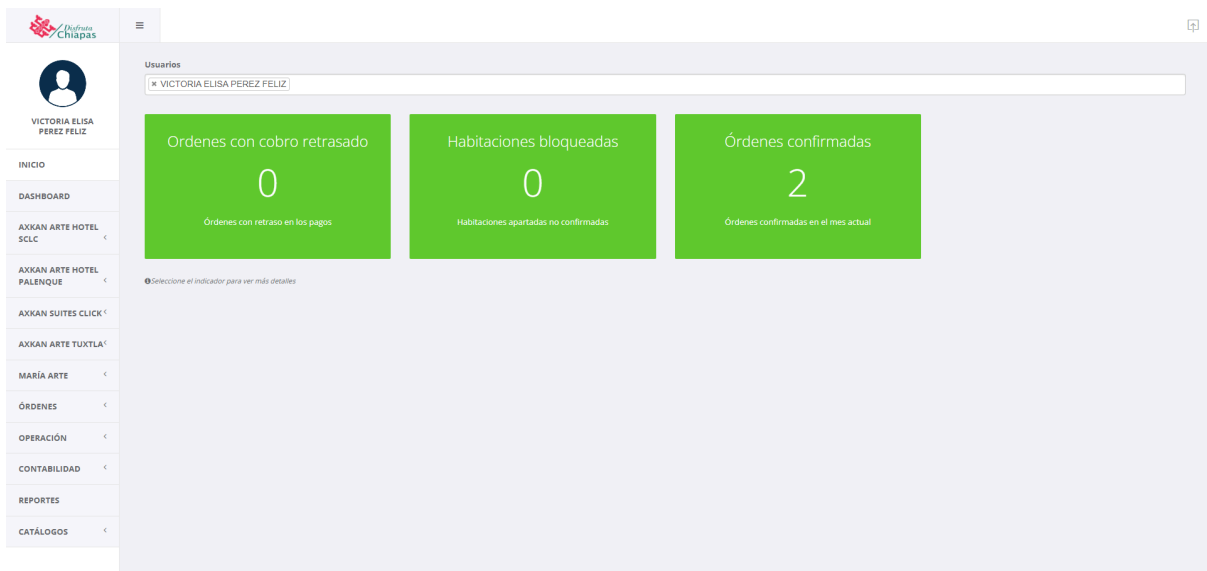 Disfruta
Chiapas
VICTORIA ELISA
PEREZ FELIZ
INICIO
DASHBOARD
AXKAN ARTE HOTEL
SCLC
AXKAN ARTE HOTEL
PALENQUE
AXKAN SUITES CLICK
AXKAN ARTE TUXTLA
MARÍA ARTE
ÓRDENES
OPERACIÓN
CONTABILIDAD
REPORTES
CATÁLOGOS
Usuarios
× VICTORIA ELISA PEREZ FELIZ
Ordenes con cobro retrasado
0
Órdenes con retraso en los pagos
Habitaciones bloqueadas
0
Habitaciones apartadas no confirmadas
Órdenes confirmadas
2
Órdenes confirmadas en el mes actual
Seleccione el indicador para ver más detalles